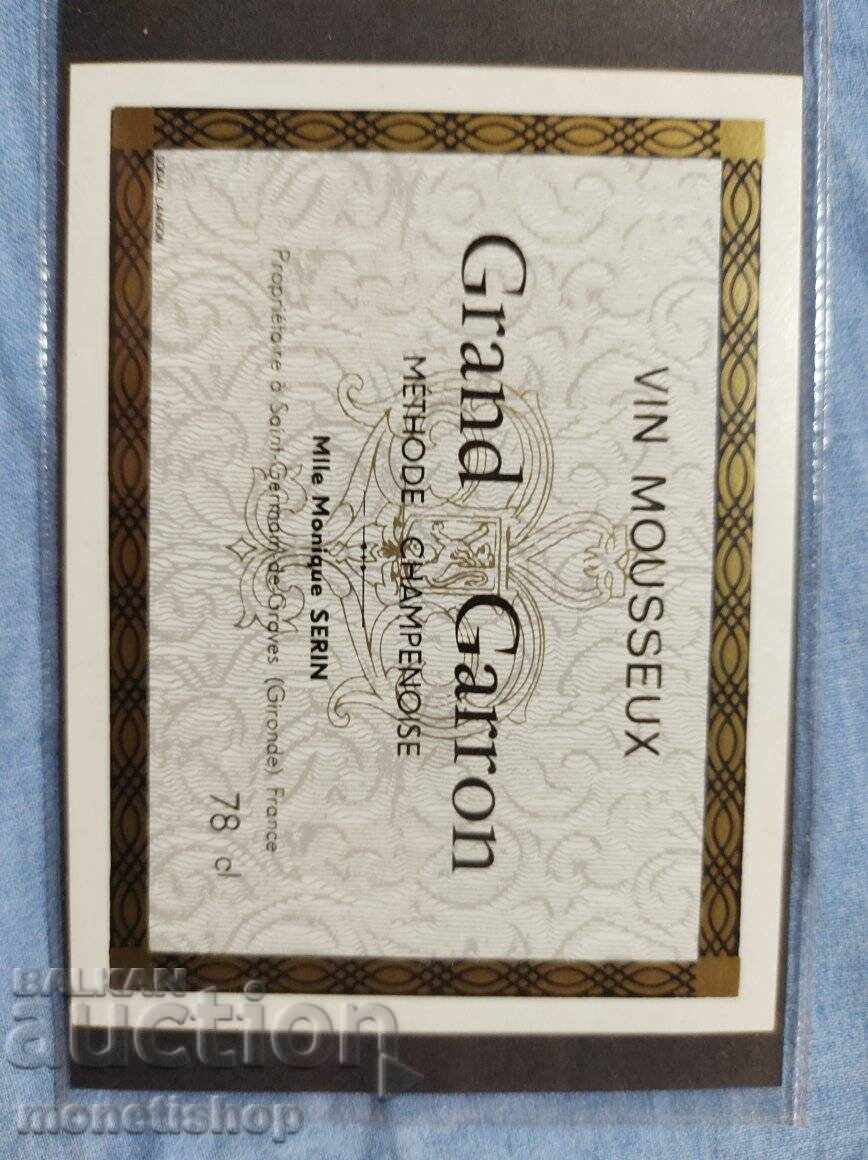 VIN MOUSSEUX
Grand Garron
MÉTHODE CHAMPENOISE
Mlle Monique SERIN
Propriétaire à Saint-Germain-de-Graves (Gironde) France
78 cl
BALKAN
auction
monetishop